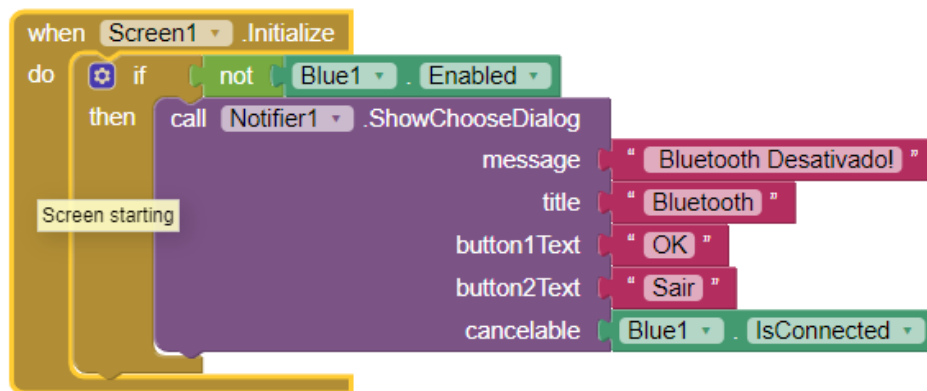 when Screen1 .Initialize
do if not Blue1 . Enabled
then call Notifier1 .ShowChooseDialog
message " Bluetooth Desativado! "
Screen starting
title " Bluetooth "
button1Text " OK "
button2Text " Sair "
cancelable Blue1 . IsConnected